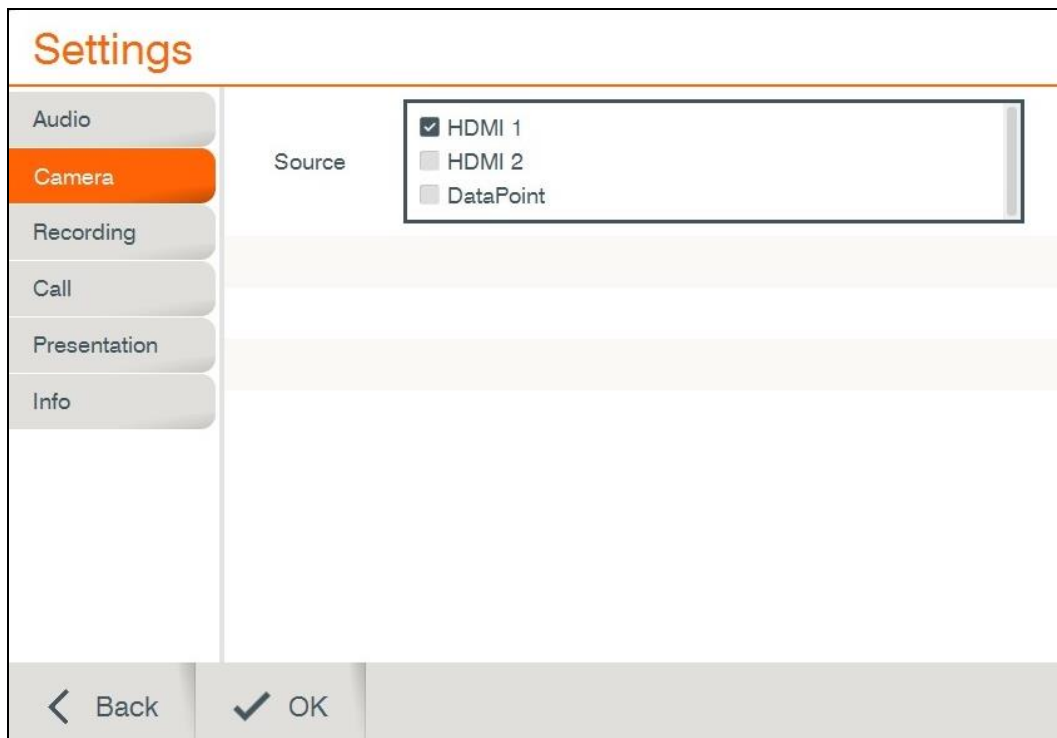 Settings
Audio
Camera
Recording
Call
Presentation
Info
Source
HDMI 1
HDMI 2
DataPoint
Back
OK